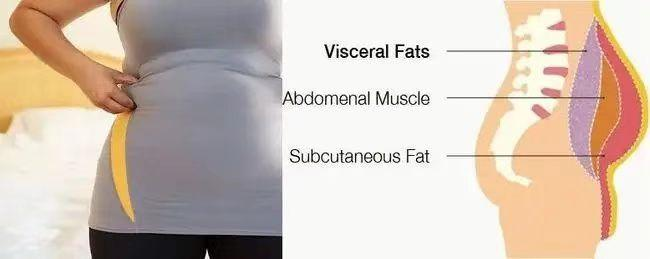 Visceral Fats
Abdomenal Muscle
Subcutaneous Fat